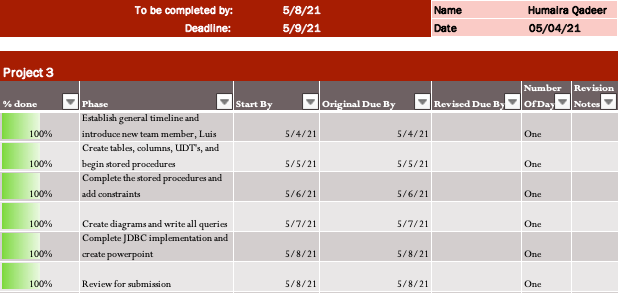 To be completed by: 5/8/21 Name Humaira Qadeer
Deadline: 5/9/21 Date 05/04/21
Project 3
Number Revision
% done Phase Start By Original Due By Revised Due By Of Day Notes
Establish general timeline and
100% introduce new team member, Luis 5/4/21 5/4/21 One
Create tables, columns, UDT's, and
100% begin stored procedures 5/5/21 5/5/21 One
Complete the stored procedures and
100% add constraints 5/6/21 5/6/21 One
100% Create diagrams and write all queries 5/7/21 5/7/21 One
Complete JDBC implementation and
100% create powerpoint 5/8/21 5/8/21 One
100% Review for submission 5/8/21 5/8/21 One